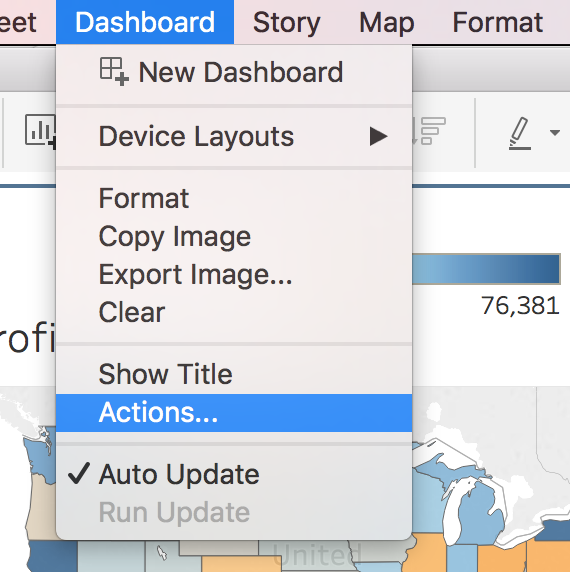 eet Dashboard Story Map Format
New Dashboard
Device Layouts
Format
Copy Image
Export Image...
76,381
Clear
rofi
Show Title
Actions...
Auto Update
Run Update
United